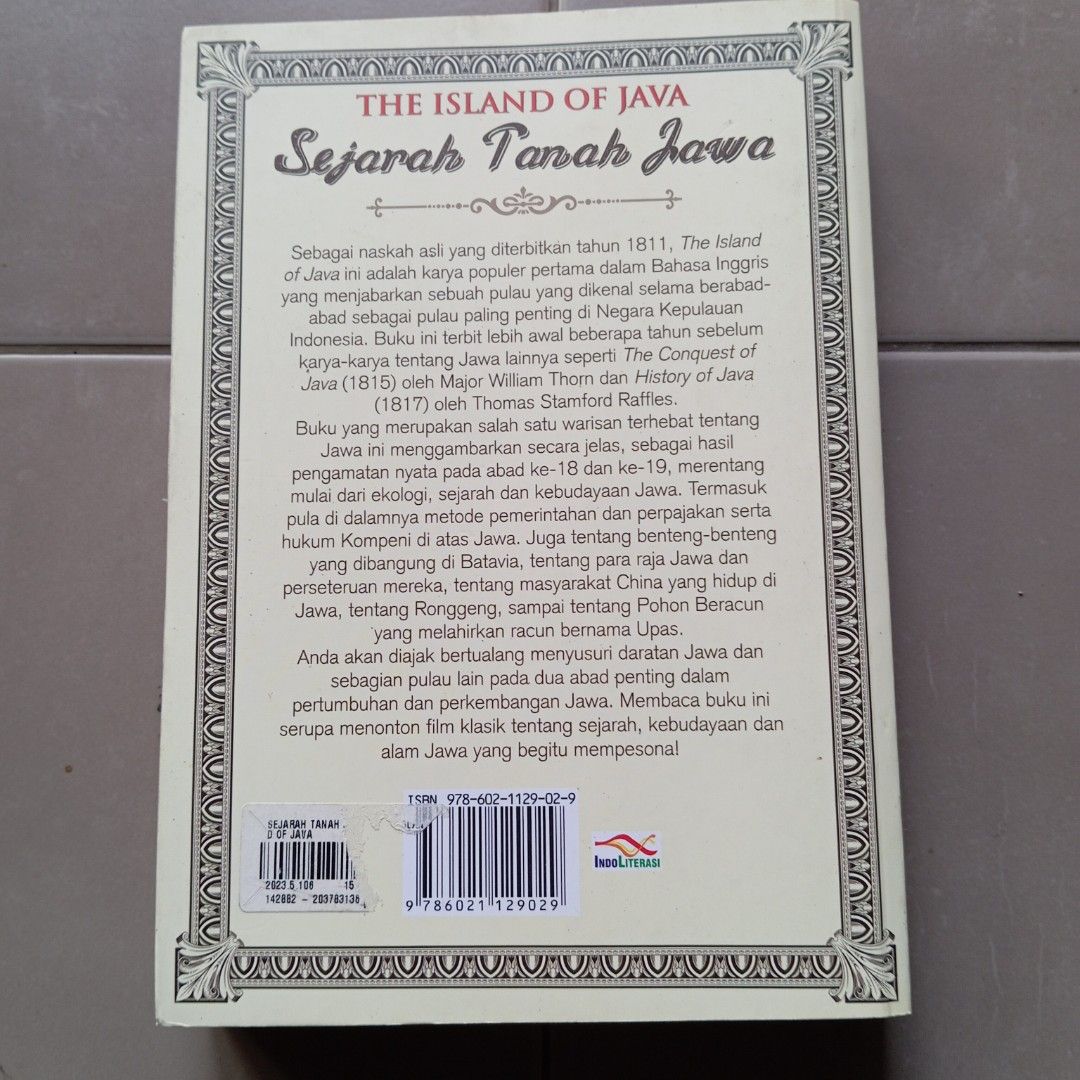 THE ISLAND OF JAVA
Sejarah Tanah Jawa
Sebagai naskah asli yang diterbitkan tahun 1811, The Island
of Java ini adalah karya populer pertama dalam Bahasa Inggris
yang menjabarkan sebuah pulau yang dikenal selama berabad-
abad sebagai pulau paling penting di Negara Kepulauan
Indonesia. Buku ini terbit lebih awal beberapa tahun sebelum
karya-karya tentang Jawa lainnya seperti The Conquest of
Java (1815) oleh Major William Thorn dan History of Java
(1817) oleh Thomas Stamford Raffles.
Buku yang merupakan salah satu warisan terhebat tentang
Jawa ini menggambarkan secara jelas, sebagai hasil
pengamatan nyata pada abad ke-18 dan ke-19, merentang
mulai dari ekologi, sejarah dan kebudayaan Jawa. Termasuk
pula di dalamnya metode pemerintahan dan perpajakan serta
hukum Kompeni di atas Jawa. Juga tentang benteng-benteng
yang dibangung di Batavia, tentang para raja Jawa dan
perseteruan mereka, tentang masyarakat China yang hidup di
Jawa, tentang Ronggeng, sampai tentang Pohon Beracun
yang melahirkan racun bernama Upas.
Anda akan diajak bertualang menyusuri daratan Jawa dan
sebagian pulau lain pada dua abad penting dalam
pertumbuhan dan perkembangan Jawa. Membaca buku ini
serupa menonton film klasik tentang sejarah, kebudayaan dan
alam Jawa yang begitu mempesona!
ISBN 978-602-1129-02-9
9 786021 129029
SEJARAH TANAH
D OF JAVA
2023.5.106 15
142882 - 203783138
INDOLITERASI